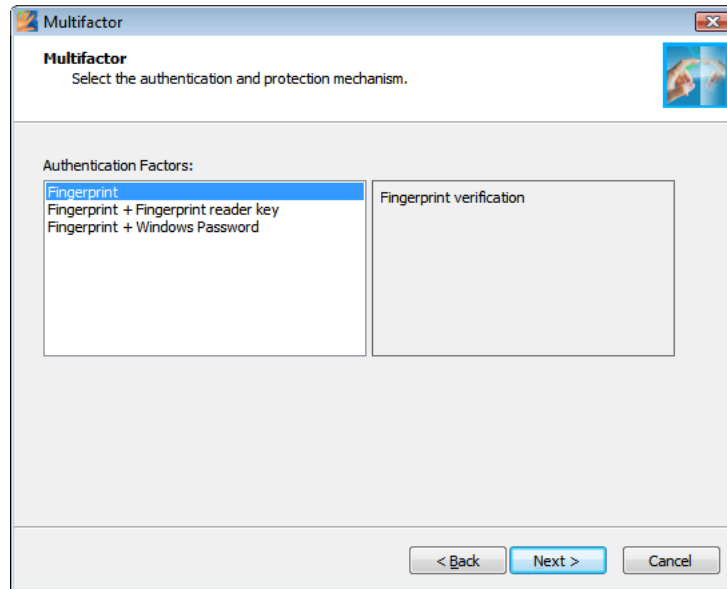 Multifactor
Multifactor
Select the authentication and protection mechanism.
Authentication Factors:
Fingerprint
Fingerprint + Fingerprint reader key
Fingerprint + Windows Password
Fingerprint verification
< Back
Next >
Cancel